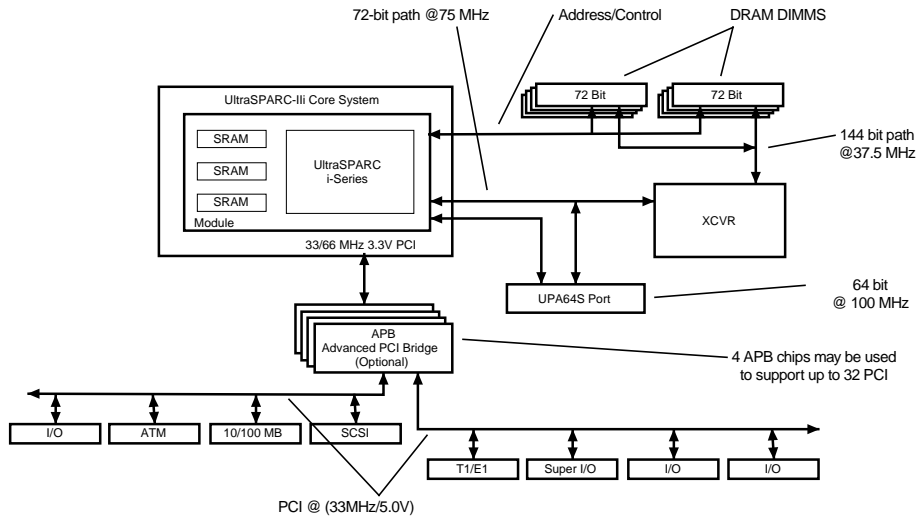 72-bit path @75 MHz
Address/Control
DRAM DIMMS
72 Bit
72 Bit
UltraSPARC-IIi Core System
SRAM
SRAM
SRAM
UltraSPARC
i-Series
Module
33/66 MHz 3.3V PCI
144 bit path
@37.5 MHz
XCVR
UPA64S Port
64 bit
@ 100 MHz
APB
Advanced PCI Bridge
(Optional)
4 APB chips may be used
to support up to 32 PCI
I/O
ATM
10/100 MB
SCSI
T1/E1
Super I/O
I/O
I/O
PCI @ (33MHz/5.0V)